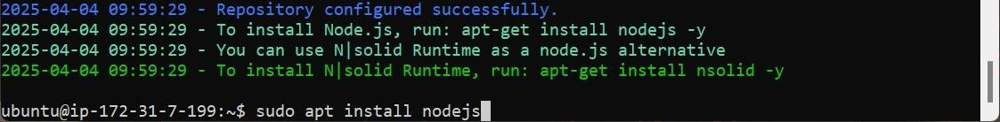 2025-04-04 09:59:29 - Repository configured successfully.
2025-04-04 09:59:29 - To install Node.js, run: apt-get install nodejs -y
2025-04-04 09:59:29 - You can use N|solid Runtime as a node.js alternative
2025-04-04 09:59:29 - To install N|solid Runtime, run: apt-get install nsolid -y
ubuntu@ip-172-31-7-199:~$ sudo apt install nodejs